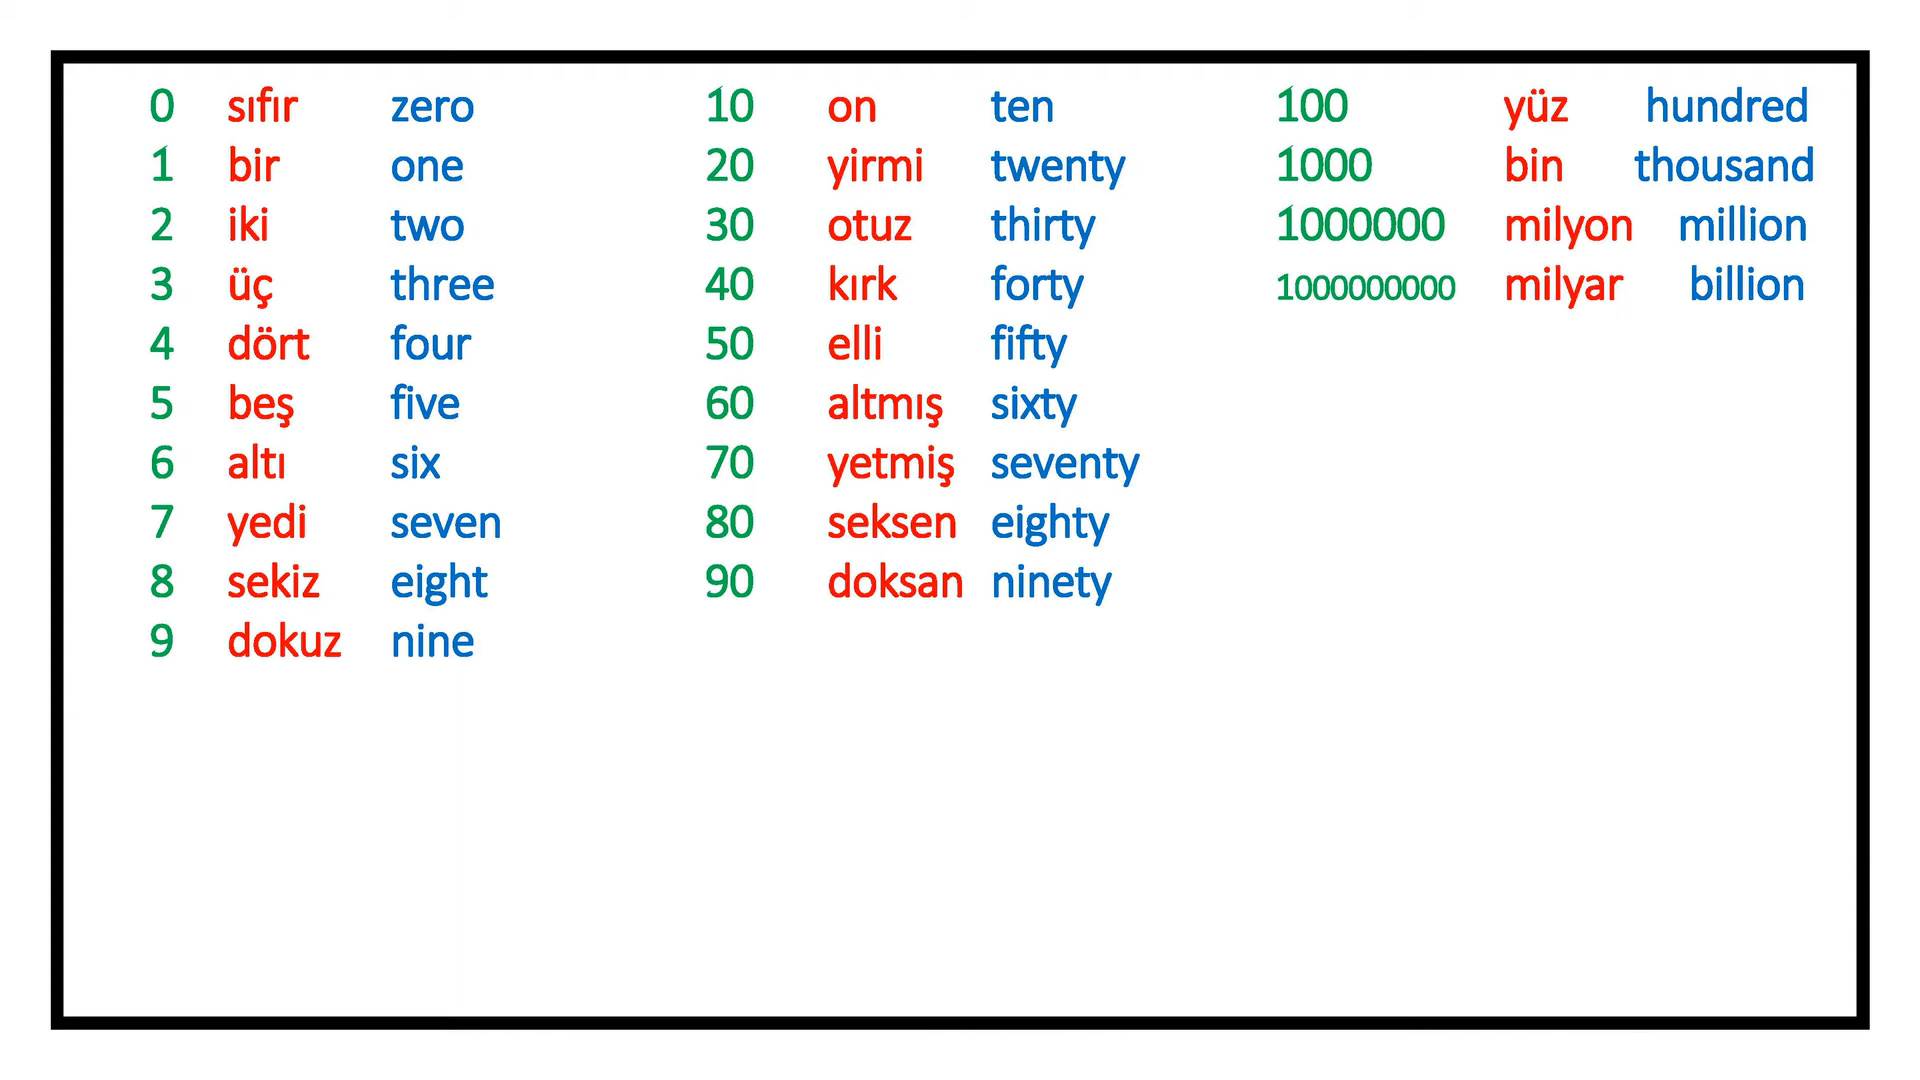 0 sıfır zero 10 on ten 100 yüz hundred
1 bir one 20 yirmi twenty 1000 bin thousand
2 iki two 30 otuz thirty 1000000 milyon million
3 üç three 40 kırk forty 1000000000 milyar billion
4 dört four 50 elli fifty
5 beş five 60 altmış sixty
6 altı six 70 yetmiş seventy
7 yedi seven 80 seksen eighty
8 sekiz eight 90 doksan ninety
9 dokuz nine